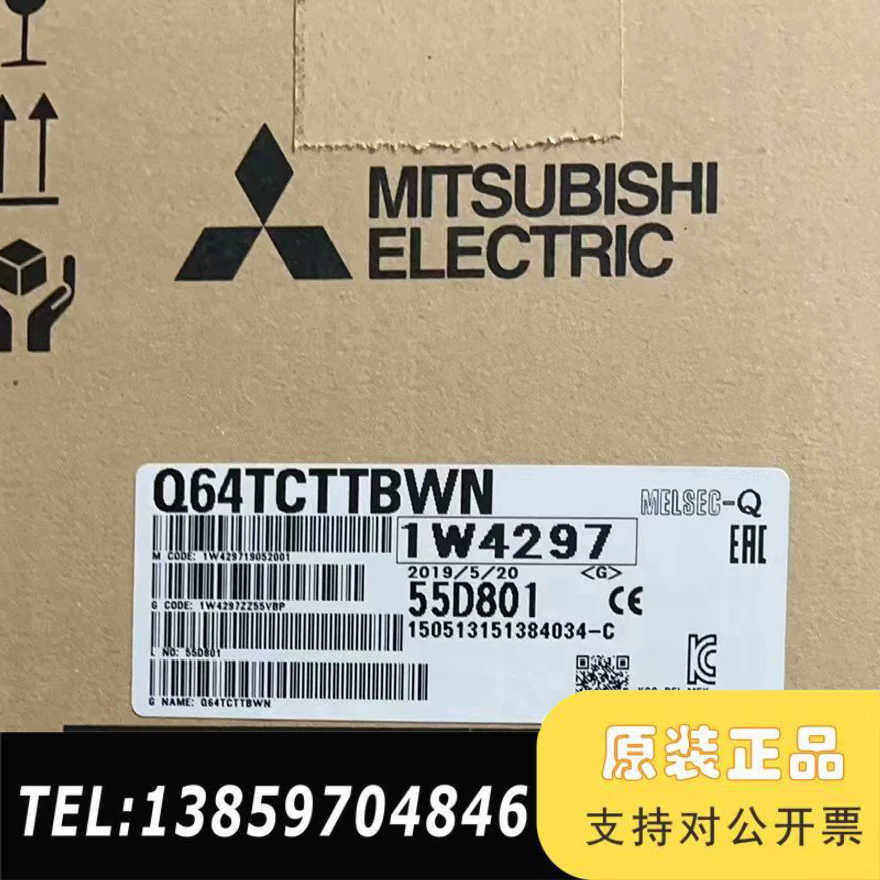 MITSUBISHI
ELECTRIC
Q64TCTTBWN
MELSEC-Q
1W4297
EAC
M CODE: 1W429719052001
2019/5/20 <G>
55D801 CE
G CODE: 1W4297ZZ55VBP
150513151384034-C
L NO: 55D801
G NAME: Q64TCTTBWN
原装正品
支持对公开票
TEL:13859704846